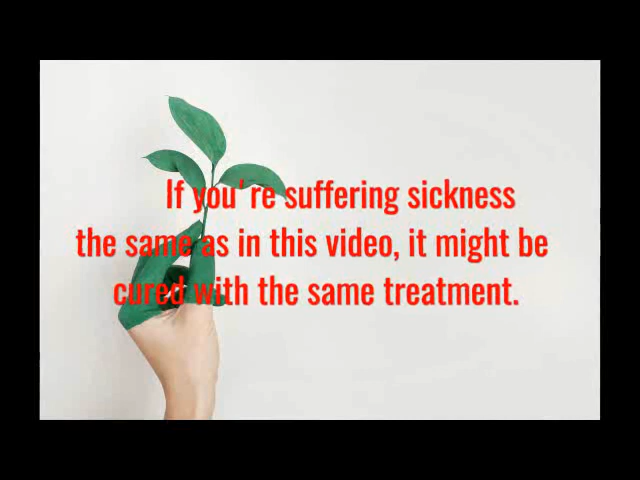 If you're suffering sickness
the same as in this video, it might be
cured with the same treatment.